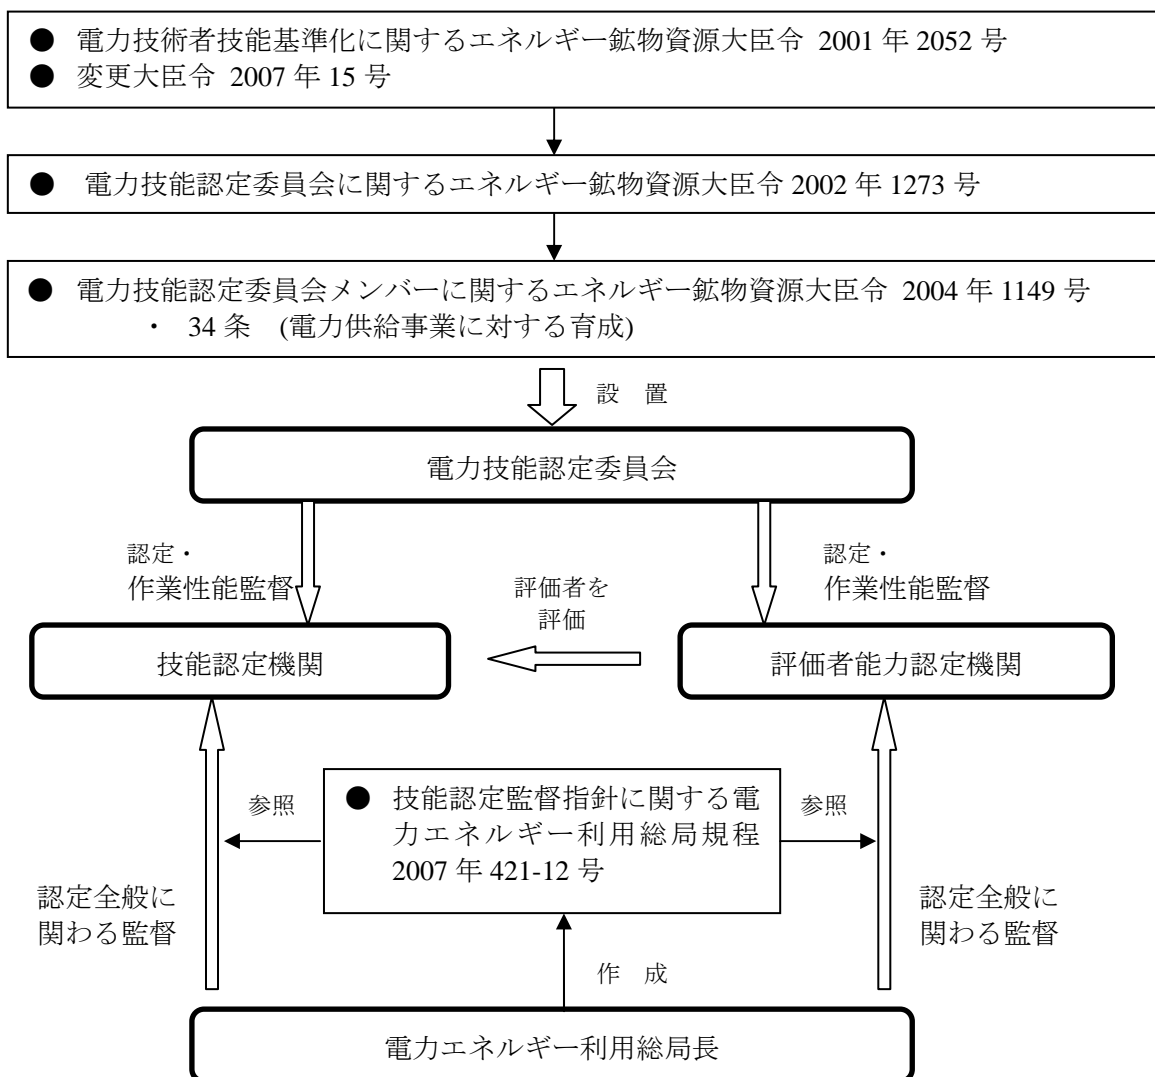 ● 電力技術者技能基準化に関するエネルギー鉱物資源大臣令 2001 年 2052 号
● 変更大臣令 2007 年 15 号
● 電力技能認定委員会に関するエネルギー鉱物資源大臣令 2002 年 1273 号
● 電力技能認定委員会メンバーに関するエネルギー鉱物資源大臣令 2004 年 1149 号
・ 34 条 (電力供給事業に対する育成)
設 置
電力技能認定委員会
認定・
作業性能監督
評価者を
評価
認定・
作業性能監督
技能認定機関
評価者能力認定機関
参照
● 技能認定監督指針に関する電
力エネルギー利用総局規程
2007 年 421-12 号
参照
認定全般に
関わる監督
認定全般に
関わる監督
作 成
電力エネルギー利用総局長